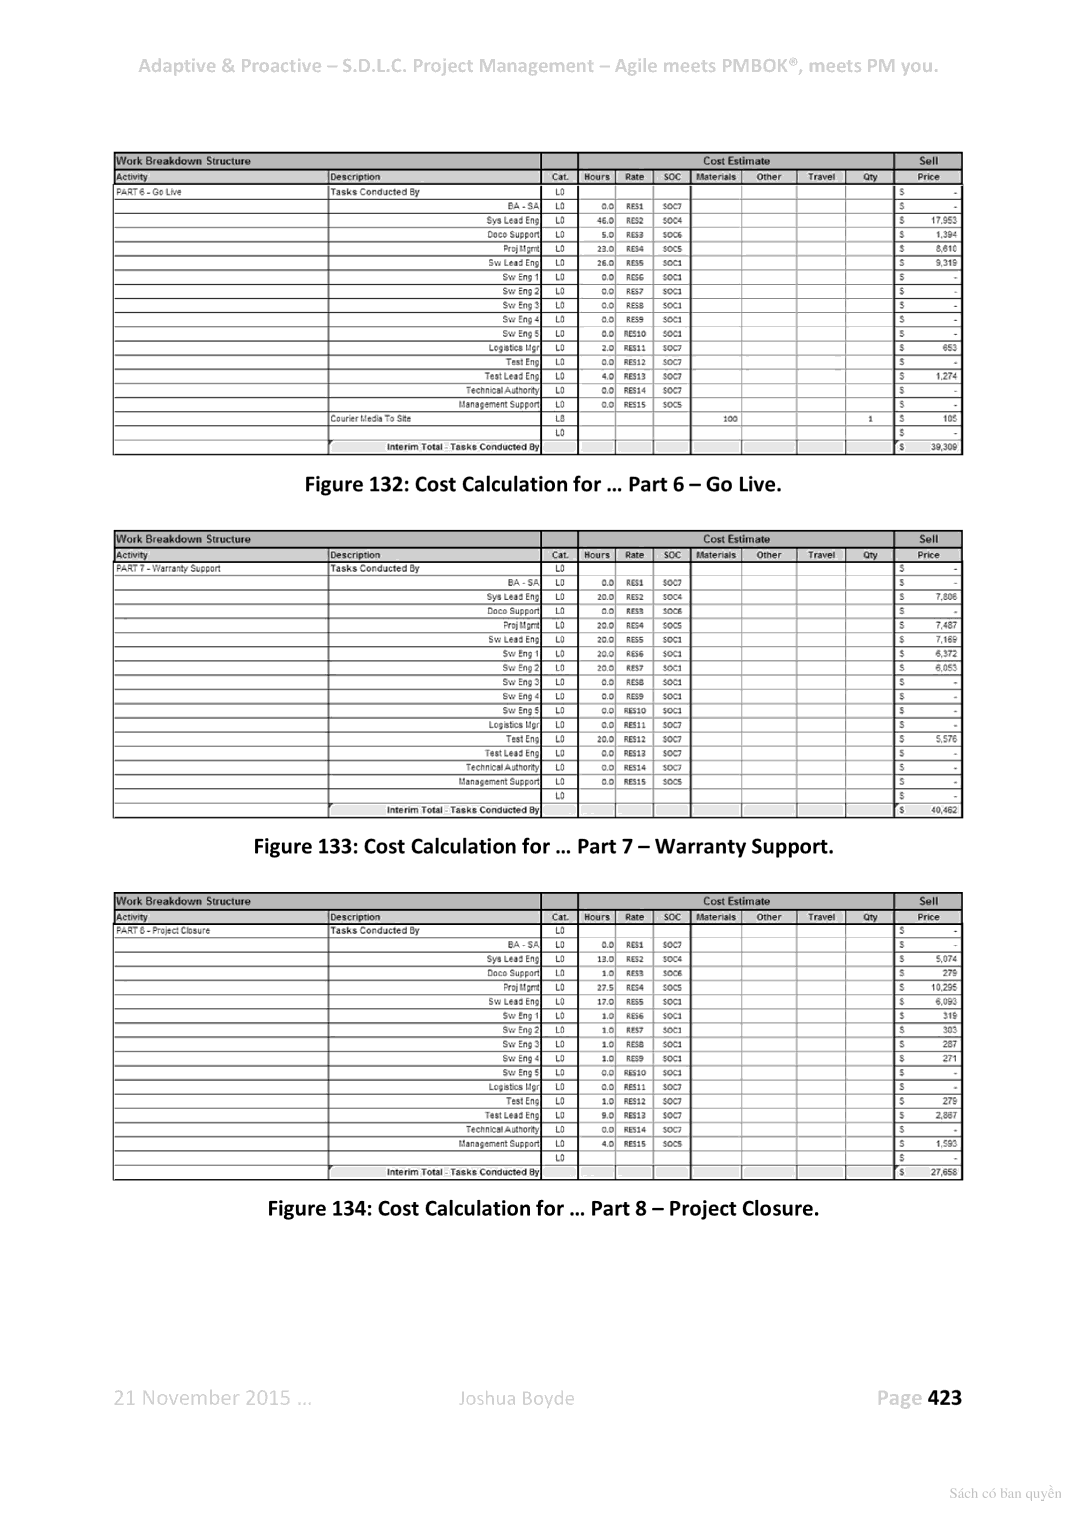 Adaptive & Proactive – S.D.L.C. Project Management – Agile meets PMBOK®, meets PM you.
Work Breakdown Structure Cost Estimate Sell
Activity Description Cat. Hours Rate SOC Materials Other Travel Qty Price
PART 6 - Go Live Tasks Conducted By L0 $ -
BA - SA L0 0.0 RES1 SOC7 $ -
Sys Lead Eng L0 46.0 RES2 SOC4 $ 17,953
Doco Support L0 5.0 RES3 SOC6 $ 1,394
Proj Mgmt L0 23.0 RES4 SOC5 $ 8,610
Sw Lead Eng L0 26.0 RES5 SOC1 $ 9,319
Sw Eng 1 L0 0.0 RES6 SOC1 $ -
Sw Eng 2 L0 0.0 RES7 SOC1 $ -
Sw Eng 3 L0 0.0 RES8 SOC1 $ -
Sw Eng 4 L0 0.0 RES9 SOC1 $ -
Sw Eng 5 L0 0.0 RES10 SOC1 $ -
Logistics Mgr L0 2.0 RES11 SOC7 $ 653
Test Eng L0 0.0 RES12 SOC7 $ -
Test Lead Eng L0 4.0 RES13 SOC7 $ 1,274
Technical Authority L0 0.0 RES14 SOC7 $ -
Management Support L0 0.0 RES15 SOC5 $ -
Courier Media To Site L8 100 1 $ 105
L0 $ -
Interim Total - Tasks Conducted By $ 39,309
Figure 132: Cost Calculation for … Part 6 – Go Live.
Work Breakdown Structure Cost Estimate Sell
Activity Description Cat. Hours Rate SOC Materials Other Travel Qty Price
PART 7 - Warranty Support Tasks Conducted By L0 $ -
BA - SA L0 0.0 RES1 SOC7 $ -
Sys Lead Eng L0 20.0 RES2 SOC4 $ 7,806
Doco Support L0 0.0 RES3 SOC6 $ -
Proj Mgmt L0 20.0 RES4 SOC5 $ 7,487
Sw Lead Eng L0 20.0 RES5 SOC1 $ 7,169
Sw Eng 1 L0 20.0 RES6 SOC1 $ 6,372
Sw Eng 2 L0 20.0 RES7 SOC1 $ 6,053
Sw Eng 3 L0 0.0 RES8 SOC1 $ -
Sw Eng 4 L0 0.0 RES9 SOC1 $ -
Sw Eng 5 L0 0.0 RES10 SOC1 $ -
Logistics Mgr L0 0.0 RES11 SOC7 $ -
Test Eng L0 20.0 RES12 SOC7 $ 5,576
Test Lead Eng L0 0.0 RES13 SOC7 $ -
Technical Authority L0 0.0 RES14 SOC7 $ -
Management Support L0 0.0 RES15 SOC5 $ -
L0 $ -
Interim Total - Tasks Conducted By $ 40,462
Figure 133: Cost Calculation for … Part 7 – Warranty Support.
Work Breakdown Structure Cost Estimate Sell
Activity Description Cat. Hours Rate SOC Materials Other Travel Qty Price
PART 8 - Project Closure Tasks Conducted By L0 $ -
BA - SA L0 0.0 RES1 SOC7 $ -
Sys Lead Eng L0 13.0 RES2 SOC4 $ 5,074
Doco Support L0 1.0 RES3 SOC6 $ 279
Proj Mgmt L0 27.5 RES4 SOC5 $ 10,295
Sw Lead Eng L0 17.0 RES5 SOC1 $ 6,093
Sw Eng 1 L0 1.0 RES6 SOC1 $ 319
Sw Eng 2 L0 1.0 RES7 SOC1 $ 303
Sw Eng 3 L0 1.0 RES8 SOC1 $ 287
Sw Eng 4 L0 1.0 RES9 SOC1 $ 271
Sw Eng 5 L0 0.0 RES10 SOC1 $ -
Logistics Mgr L0 0.0 RES11 SOC7 $ -
Test Eng L0 1.0 RES12 SOC7 $ 279
Test Lead Eng L0 9.0 RES13 SOC7 $ 2,867
Technical Authority L0 0.0 RES14 SOC7 $ -
Management Support L0 4.0 RES15 SOC5 $ 1,593
L0 $ -
Interim Total - Tasks Conducted By $ 27,658
Figure 134: Cost Calculation for … Part 8 – Project Closure.
21 November 2015 … Joshua Boyde Page 423
Sách có bản quyền